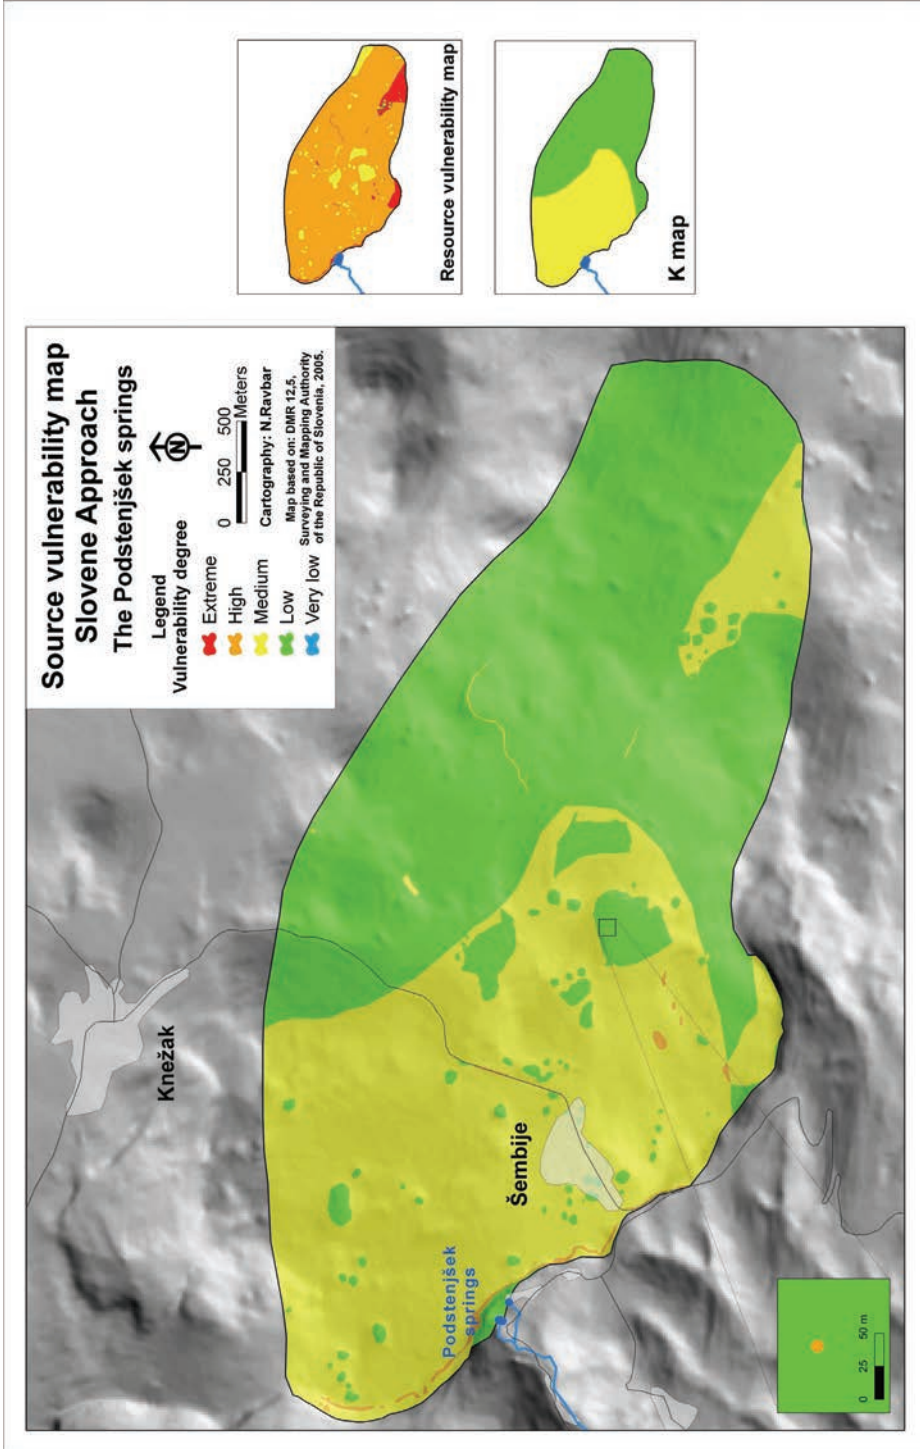 Source vulnerability map
Slovene Approach
The Podstenjšek springs
Legend
Vulnerability degree
Extreme
High
Medium
Low
Very low
N
0 250 500
Meters
Cartography: N.Ravbar
Map based on: DMR 12,5,
Surveying and Mapping Authority
of the Republic of Slovenia, 2005.
Knežak
Šembije
Podstenjšek
springs
0 25 50 m
Resource vulnerability map
K map